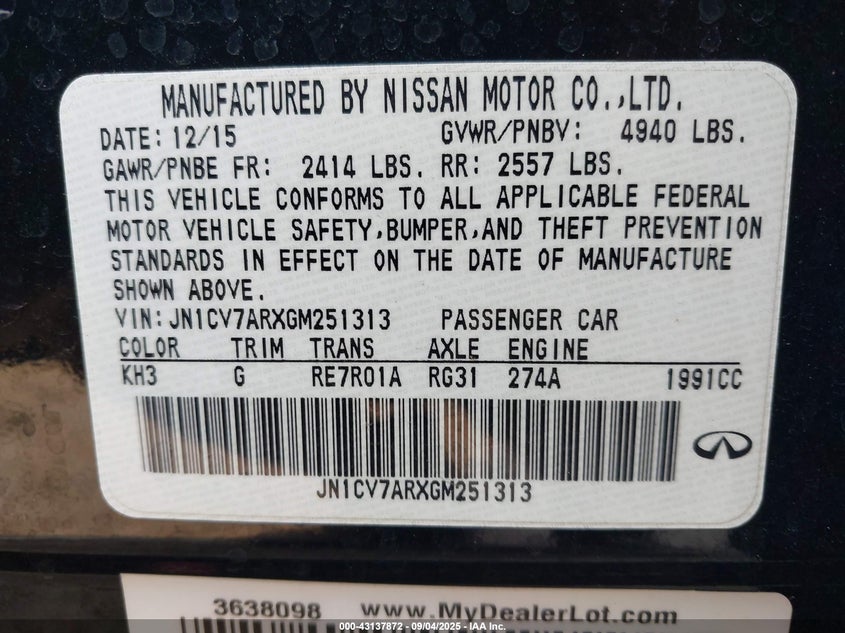 MANUFACTURED BY NISSAN MOTOR CO.,LTD.
DATE: 12/15 GVWR/PNBV: 4940 LBS.
GAWR/PNBE FR: 2414 LBS. RR: 2557 LBS.
THIS VEHICLE CONFORMS TO ALL APPLICABLE FEDERAL
MOTOR VEHICLE SAFETY,BUMPER,AND THEFT PREVENTION
STANDARDS IN EFFECT ON THE DATE OF MANUFACTURE
SHOWN ABOVE.
VIN:JN1CV7ARXGM251313 PASSENGER CAR
COLOR TRIM TRANS AXLE ENGINE
KH3 G RE7R01A RG31 274A 1991CC
JN1CV7ARXGM251313
3638098 www.MyDealerLot.com
000-43137872 - 09/04/2025 - IAA Inc.